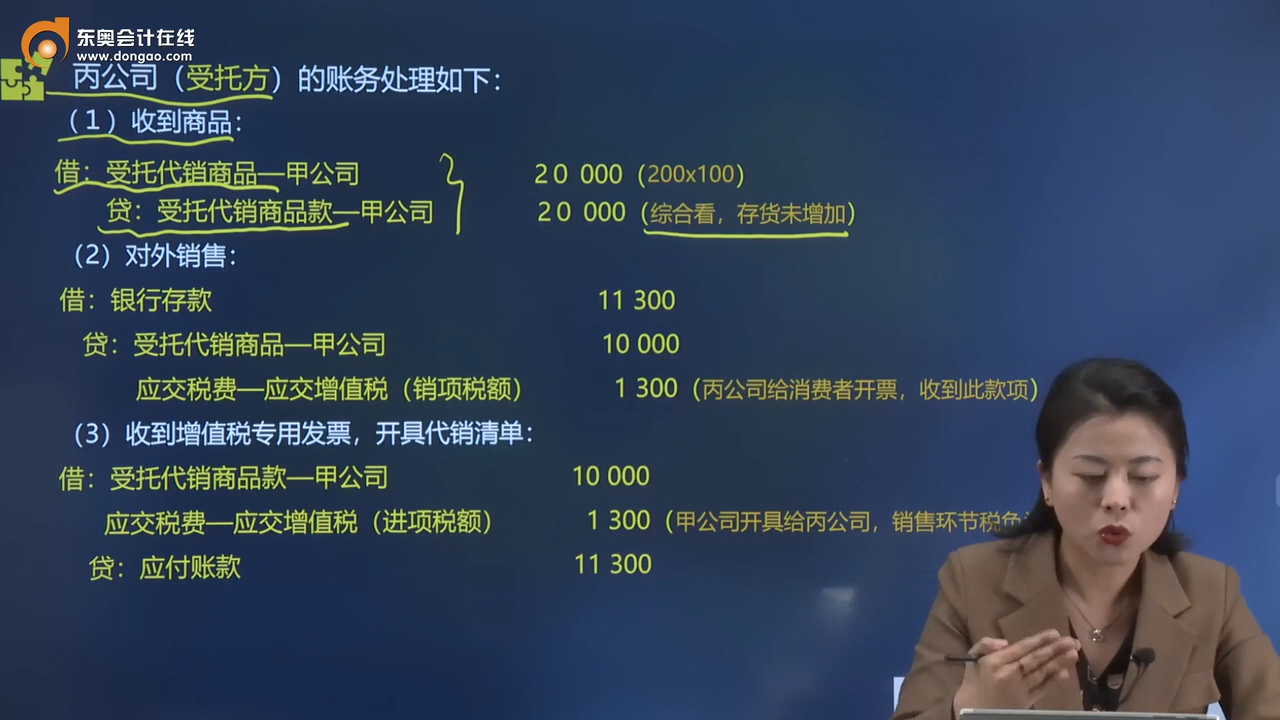 东奥会计在线
www.dongao.com
丙公司（受托方）的账务处理如下：
（1）收到商品：
借：受托代销商品—甲公司 20 000（200x100）
贷：受托代销商品款—甲公司 20 000（综合看，存货未增加）
（2）对外销售：
借：银行存款 11 300
贷：受托代销商品—甲公司 10 000
应交税费—应交增值税（销项税额） 1 300（丙公司给消费者开票，收到此款项）
（3）收到增值税专用发票，开具代销清单：
借：受托代销商品款—甲公司 10 000
应交税费—应交增值税（进项税额） 1 300（甲公司开具给丙公司，销售环节税负
贷：应付账款 11 300